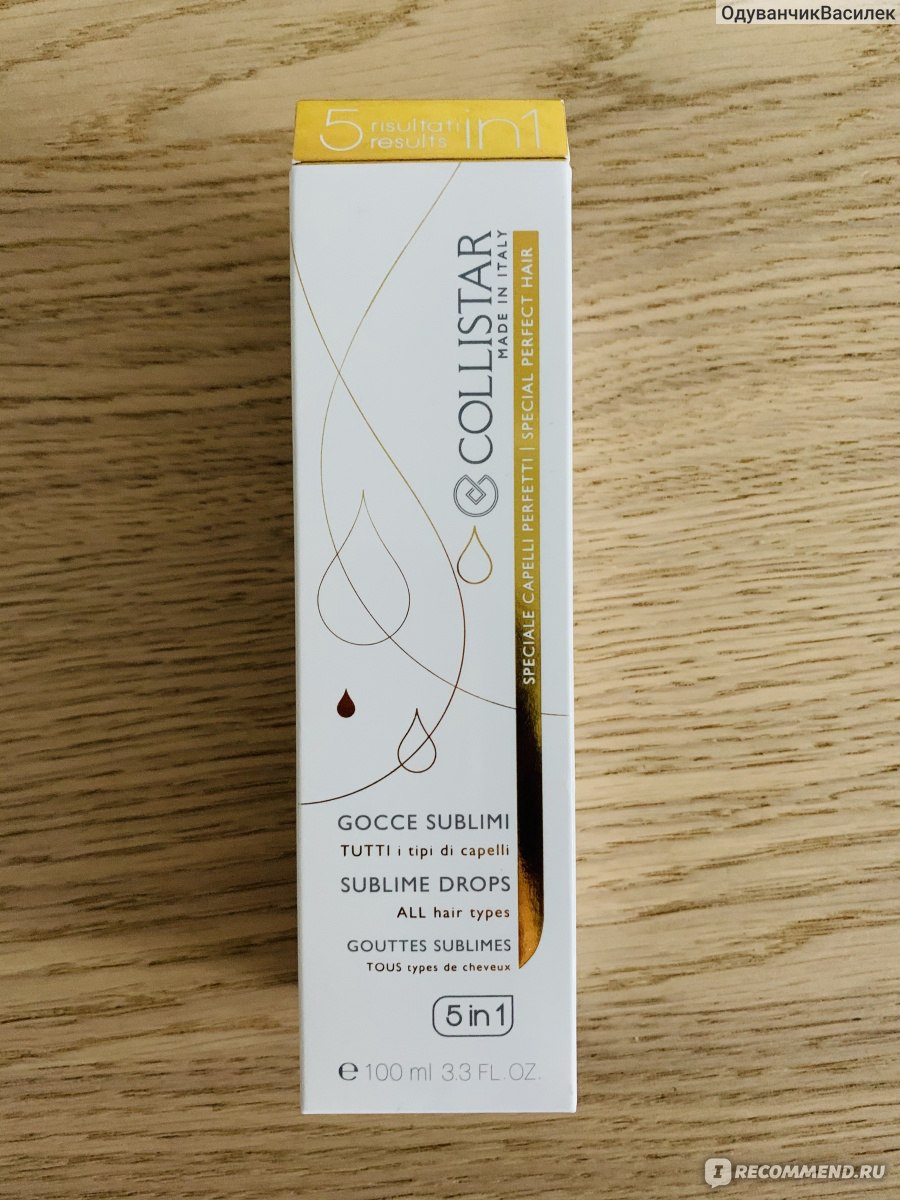 ОдуванчикВасилек
5 risultati in1
results
COLLISTAR
MADE IN ITALY
SPECIALE CAPELLI PERFETTI | SPECIAL PERFECT HAIR
GOCCE SUBLIMI
TUTTI i tipi di capelli
SUBLIME DROPS
ALL hair types
GOUTTES SUBLIMES
TOUS types de cheveux
5 in 1
℮ 100 ml 3.3 FL. OZ.
IRECOMMEND.RU